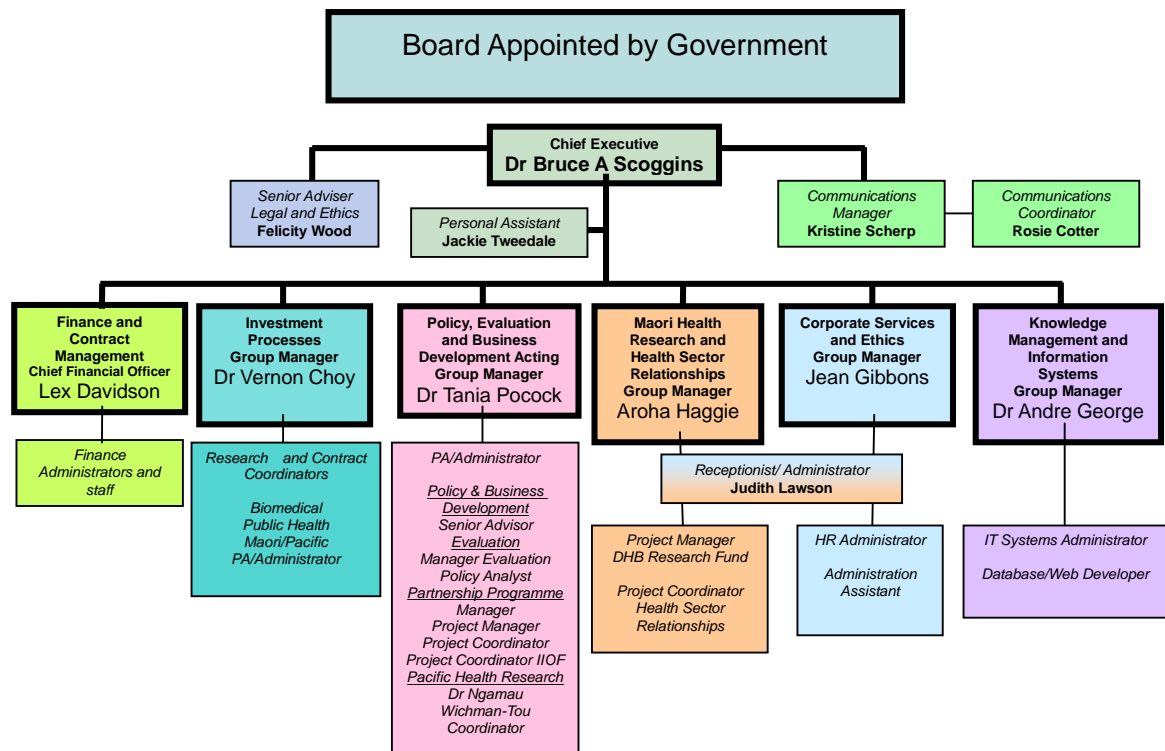 Board Appointed by Government
Chief Executive
Dr Bruce A Scoggins
Senior Adviser
Legal and Ethics
Felicity Wood
Personal Assistant
Jackie Tweedale
Communications
Manager
Kristine Scherp
Communications
Coordinator
Rosie Cotter
Finance and
Contract
Management
Chief Financial Officer
Lex Davidson
Investment
Processes
Group Manager
Dr Vernon Choy
Policy, Evaluation
and Business
Development Acting
Group Manager
Dr Tania Pocock
Maori Health
Research and
Health Sector
Relationships
Group Manager
Aroha Haggie
Corporate Services
and Ethics
Group Manager
Jean Gibbons
Knowledge
Management and
Information
Systems
Group Manager
Dr Andre George
Finance
Administrators and
staff
Research and Contract
Coordinators
Biomedical
Public Health
Maori/Pacific
PA/Administrator
PA/Administrator
Policy & Business
Development
Senior Advisor
Evaluation
Manager Evaluation
Policy Analyst
Partnership Programme
Manager
Project Manager
Project Coordinator
Project Coordinator IIOF
Pacific Health Research
Dr Ngamau
Wichman-Tou
Coordinator
Receptionist/ Administrator
Judith Lawson
Project Manager
DHB Research Fund
Project Coordinator
Health Sector
Relationships
HR Administrator
Administration
Assistant
IT Systems Administrator
Database/Web Developer